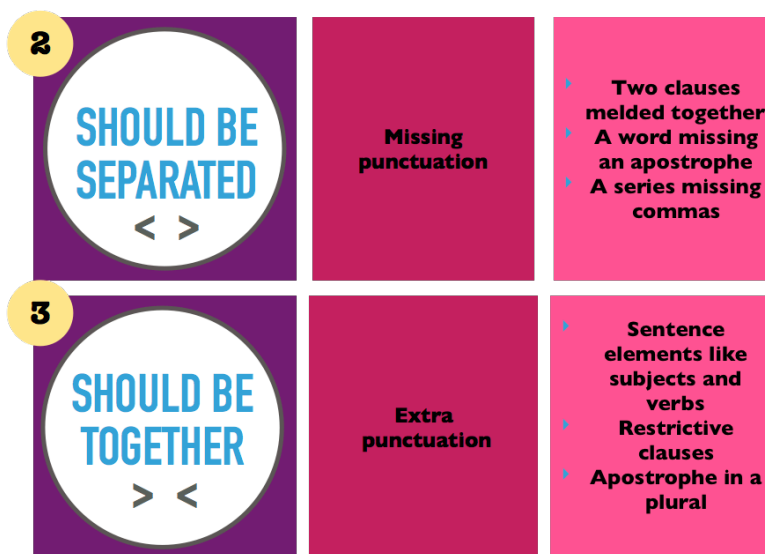 2
SHOULD BE
SEPARATED
< >
Missing
punctuation
Two clauses
melded together
A word missing
an apostrophe
A series missing
commas
3
SHOULD BE
TOGETHER
> <
Extra
punctuation
Sentence
elements like
subjects and
verbs
Restrictive
clauses
Apostrophe in a
plural